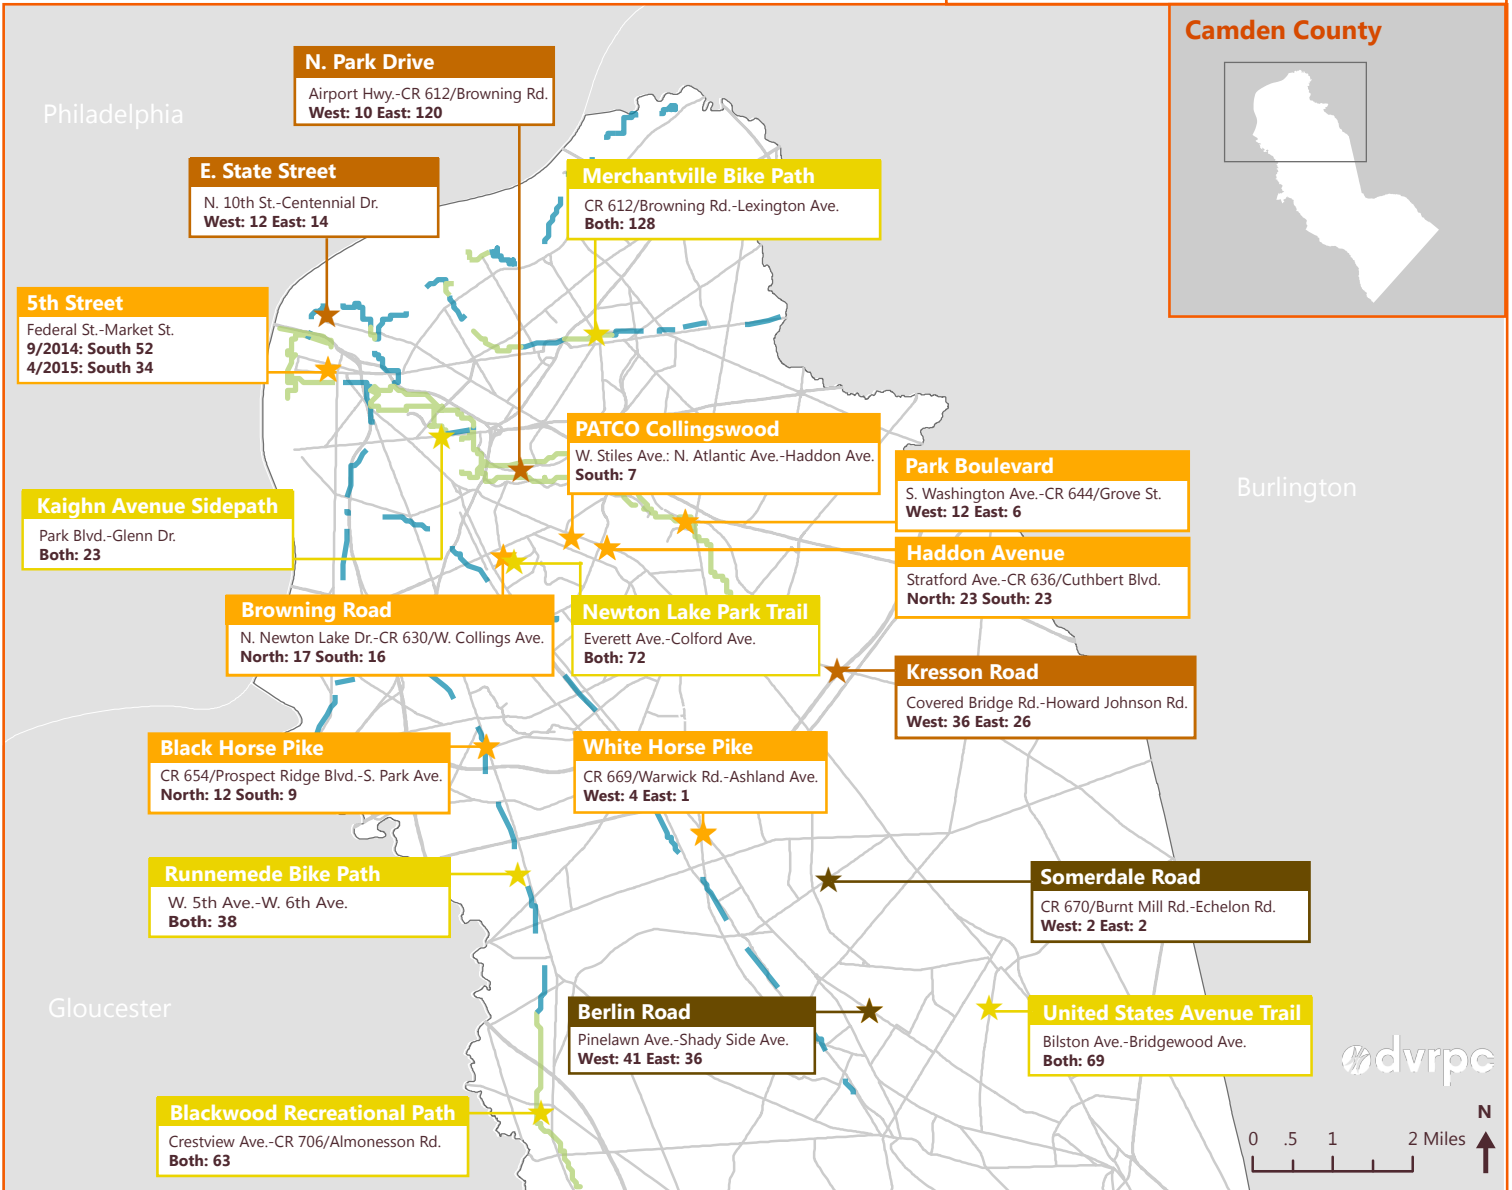 Camden County
Philadelphia
N. Park Drive
Airport Hwy.-CR 612/Browning Rd.
West: 10 East: 120
E. State Street
N. 10th St.-Centennial Dr.
West: 12 East: 14
Merchantville Bike Path
CR 612/Browning Rd.-Lexington Ave.
Both: 128
5th Street
Federal St.-Market St.
9/2014: South 52
4/2015: South 34
PATCO Collingswood
W. Stiles Ave.: N. Atlantic Ave.-Haddon Ave.
South: 7
Park Boulevard
S. Washington Ave.-CR 644/Grove St.
West: 12 East: 6
Burlington
Kaighn Avenue Sidepath
Park Blvd.-Glenn Dr.
Both: 23
Haddon Avenue
Stratford Ave.-CR 636/Cuthbert Blvd.
North: 23 South: 23
Browning Road
N. Newton Lake Dr.-CR 630/W. Collings Ave.
North: 17 South: 16
Newton Lake Park Trail
Everett Ave.-Colford Ave.
Both: 72
Kresson Road
Covered Bridge Rd.-Howard Johnson Rd.
West: 36 East: 26
Black Horse Pike
CR 654/Prospect Ridge Blvd.-S. Park Ave.
North: 12 South: 9
White Horse Pike
CR 669/Warwick Rd.-Ashland Ave.
West: 4 East: 1
Runnemede Bike Path
W. 5th Ave.-W. 6th Ave.
Both: 38
Somerdale Road
CR 670/Burnt Mill Rd.-Echelon Rd.
West: 2 East: 2
Gloucester
Berlin Road
Pinelawn Ave.-Shady Side Ave.
West: 41 East: 36
United States Avenue Trail
Bilston Ave.-Bridgewood Ave.
Both: 69
dvrpc
Blackwood Recreational Path
Crestview Ave.-CR 706/Almonesson Rd.
Both: 63
N
0 .5 1 2 Miles